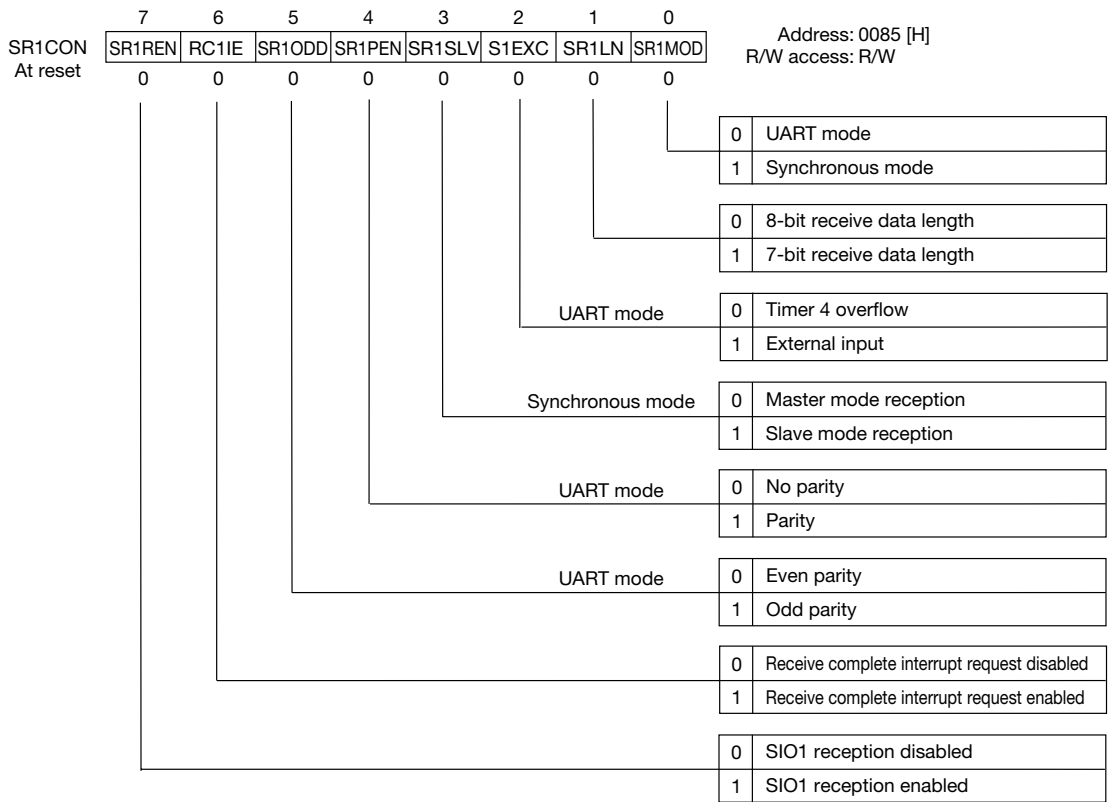 7 6 5 4 3 2 1 0
SR1CON SR1REN RC1IE SR1ODD SR1PEN SR1SLV S1EXC SR1LN SR1MOD
At reset 0 0 0 0 0 0 0 0
Address: 0085 [H]
R/W access: R/W
0 UART mode
1 Synchronous mode
0 8-bit receive data length
1 7-bit receive data length
UART mode
0 Timer 4 overflow
1 External input
Synchronous mode
0 Master mode reception
1 Slave mode reception
UART mode
0 No parity
1 Parity
UART mode
0 Even parity
1 Odd parity
0 Receive complete interrupt request disabled
1 Receive complete interrupt request enabled
0 SIO1 reception disabled
1 SIO1 reception enabled